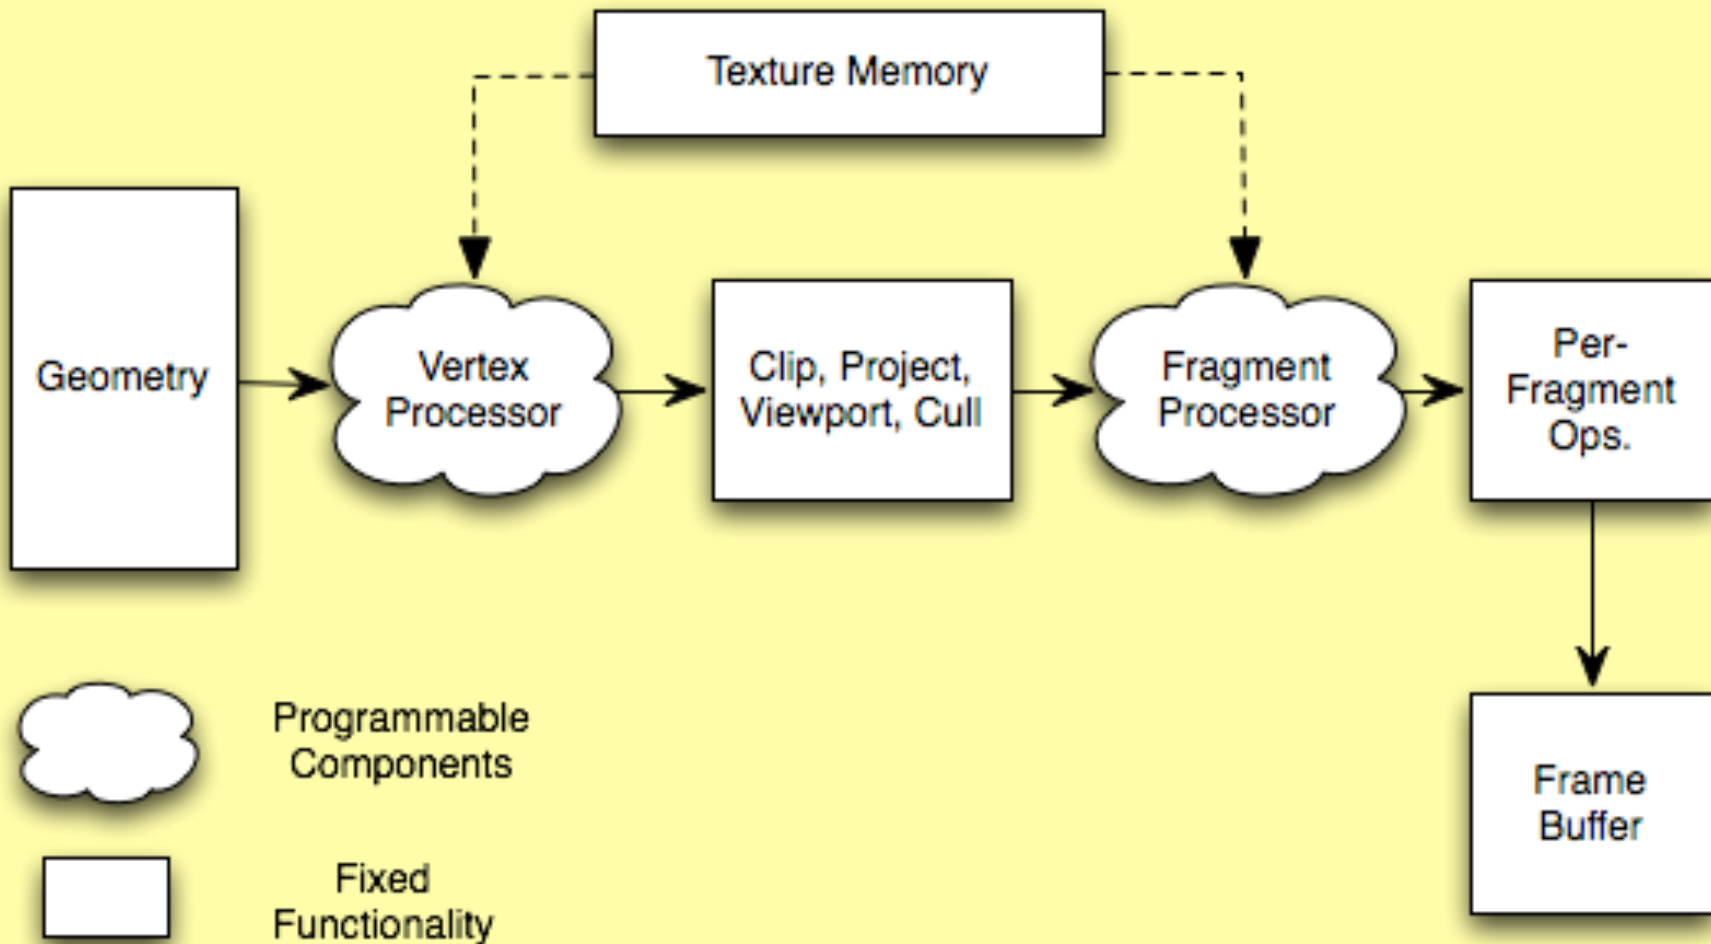 Texture Memory
Geometry
Vertex
Processor
Clip, Project,
Viewport, Cull
Fragment
Processor
Per-
Fragment
Ops.
Programmable
Components
Frame
Buffer
Fixed
Functionality